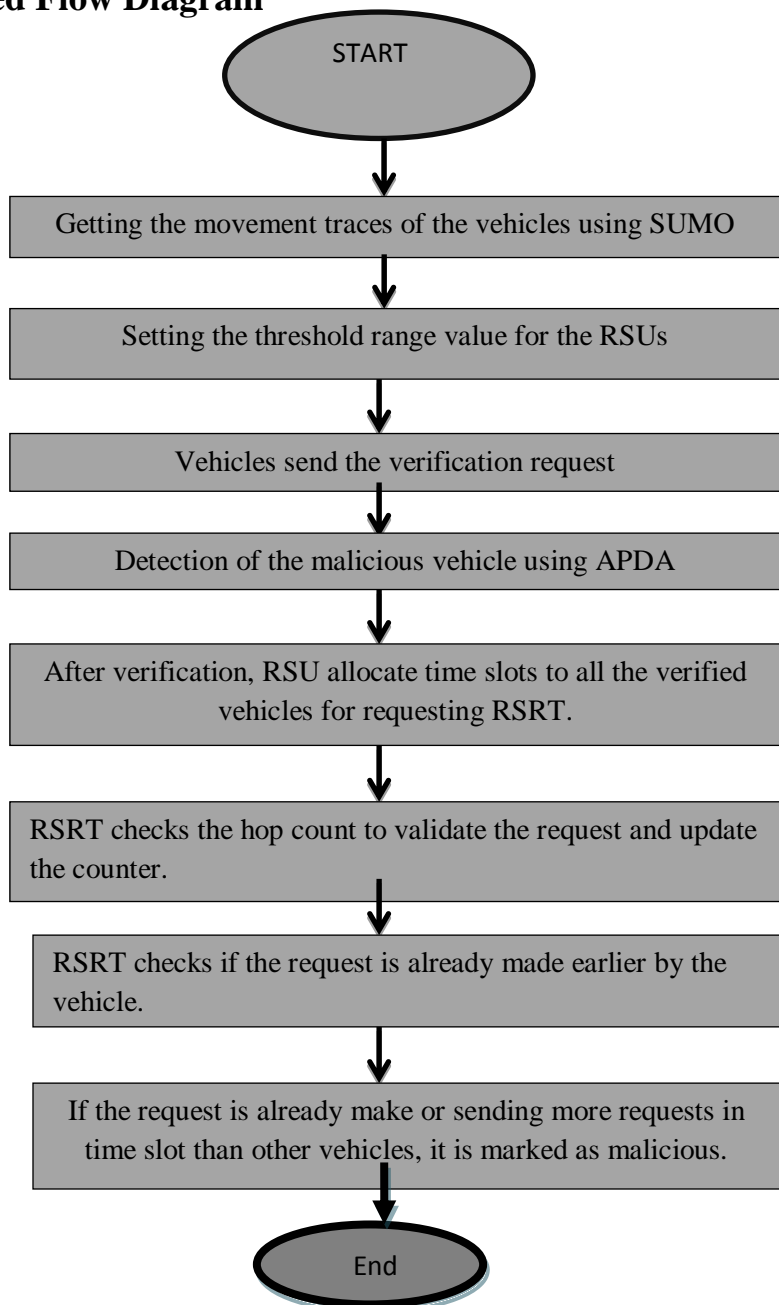 ed Flow Diagram
START
Getting the movement traces of the vehicles using SUMO
Setting the threshold range value for the RSUs
Vehicles send the verification request
Detection of the malicious vehicle using APDA
After verification, RSU allocate time slots to all the verified
vehicles for requesting RSRT.
RSRT checks the hop count to validate the request and update
the counter.
RSRT checks if the request is already made earlier by the
vehicle.
If the request is already make or sending more requests in
time slot than other vehicles, it is marked as malicious.
End